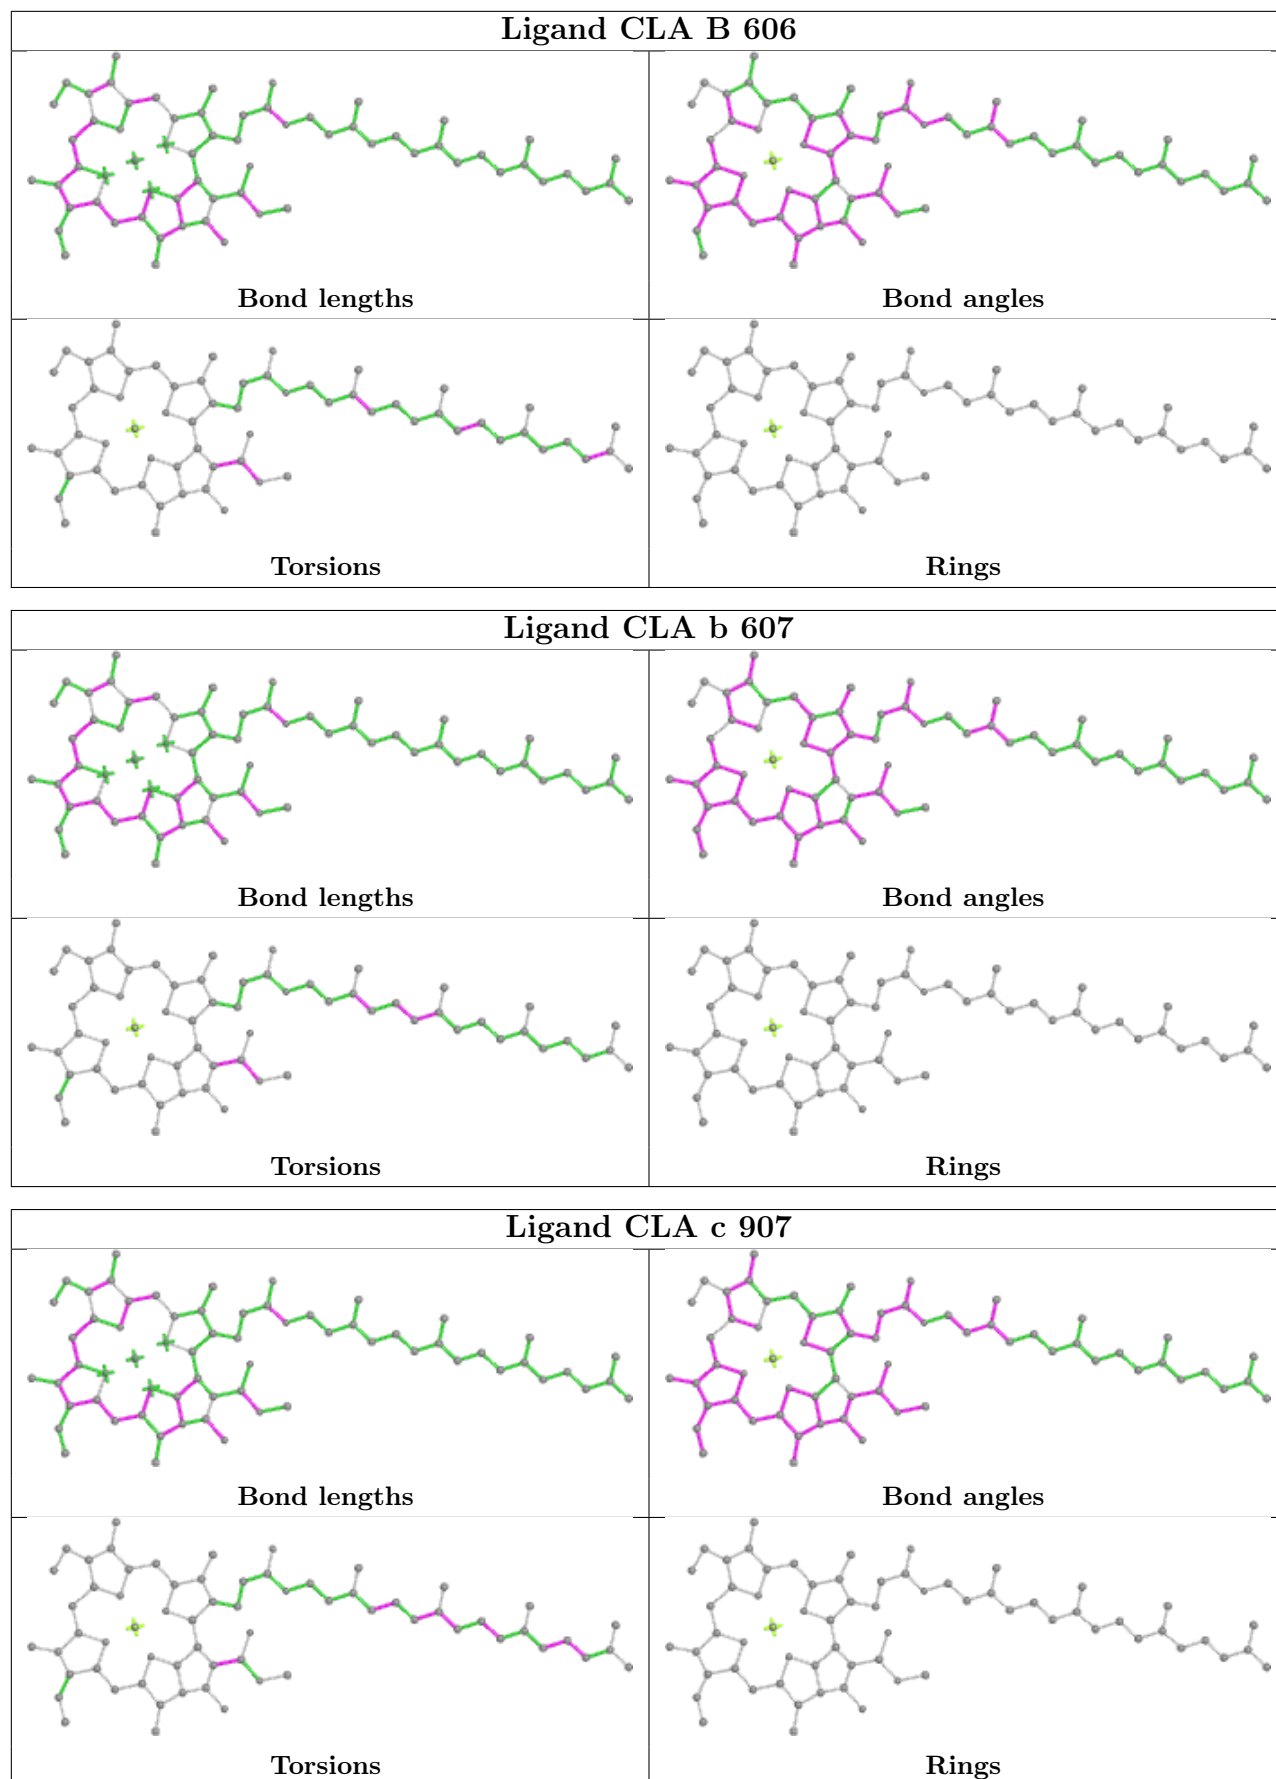 Ligand CLA B 606
Bond lengths
Bond angles
Torsions
Rings
Ligand CLA b 607
Bond lengths
Bond angles
Torsions
Rings
Ligand CLA c 907
Bond lengths
Bond angles
Torsions
Rings